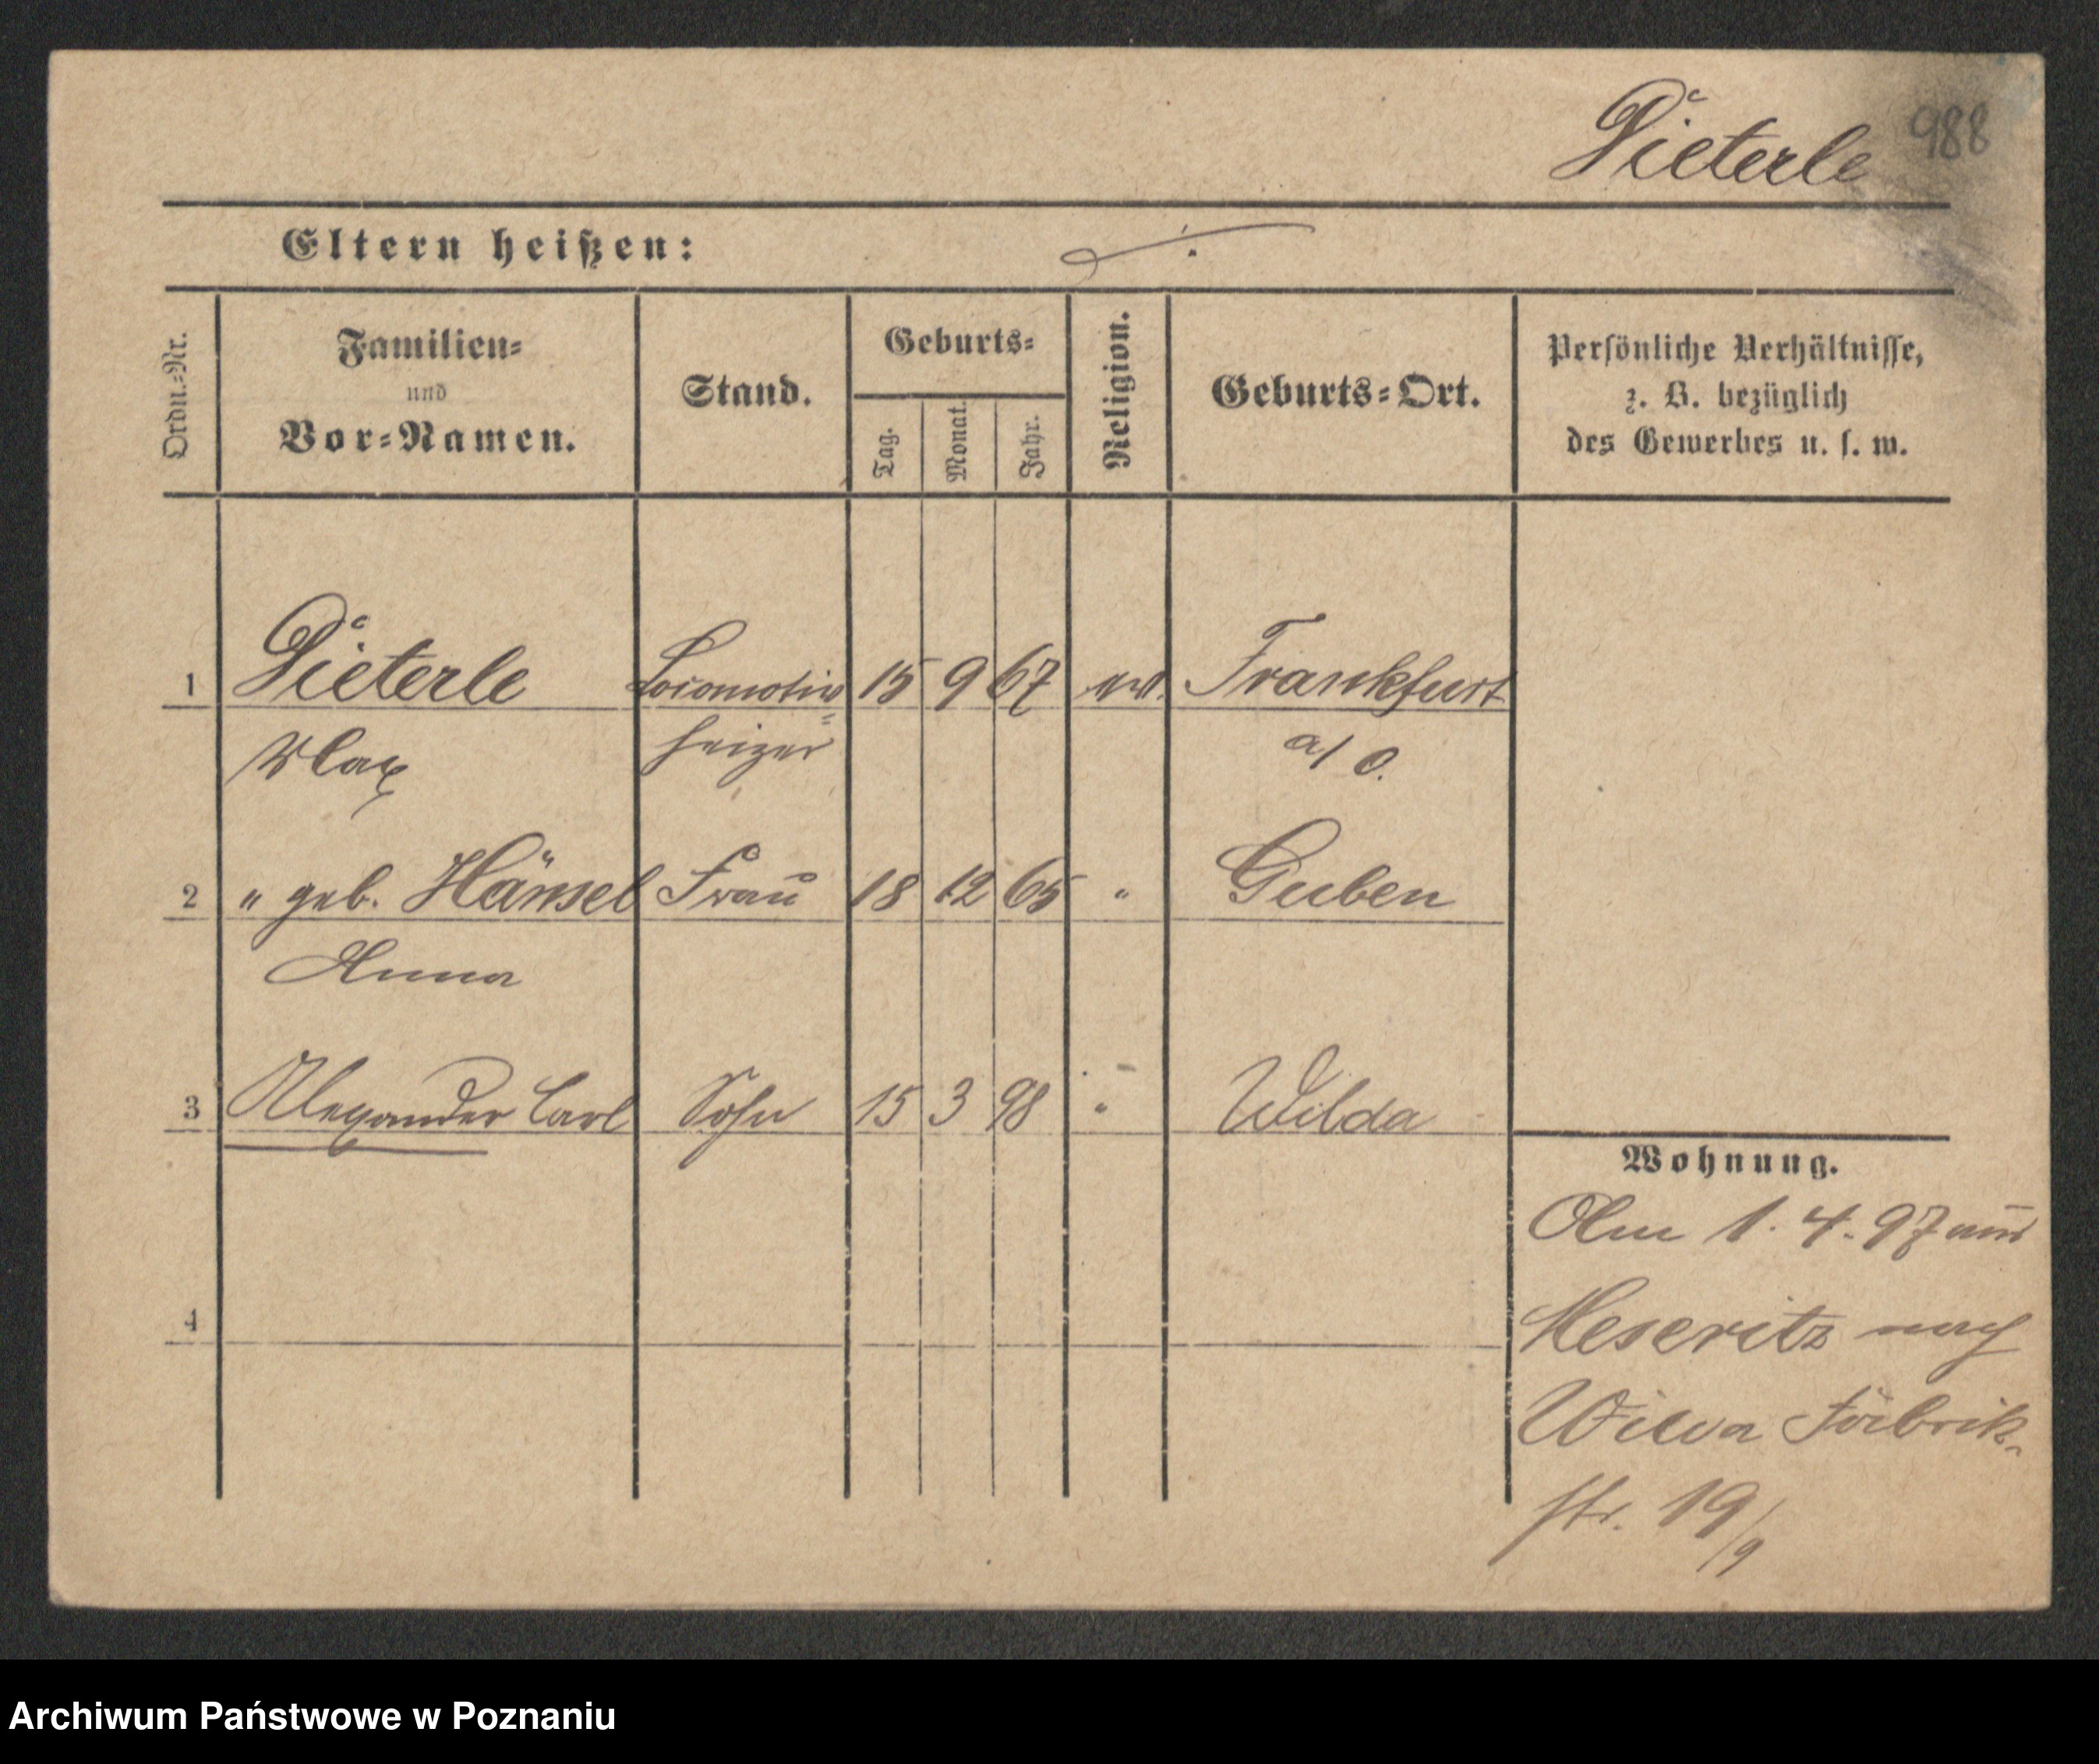 Dieterle 988
Eltern heißen:
Ordn.-Nr.
Familien-
und
Vor-Namen.
Stand.
Geburts-
Tag.
Monat.
Jahr.
Religion.
Geburts-Ort.
Persönliche Verhältnisse,
z. B. bezüglich
des Gewerbes u. s. w.
1 Dieterle Locomotiv= 15 9 67 ev. Frankfurt
Max heizer a/O.
2 " geb. Hänsel Frau 18 12 65 " Guben
Anna
3 Alexander Carl Sohn 15 3 98 " Wilda
Wohnung.
Am 1.4.97 aus
Meseritz nach
Wilda Fabrik-
str. 19/9
4
Archiwum Państwowe w Poznaniu